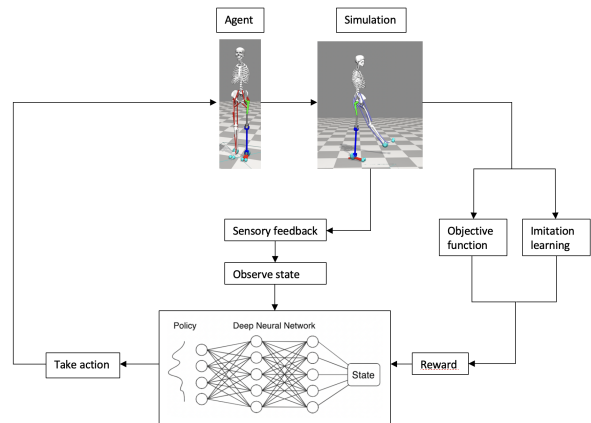 Agent
Simulation
Sensory feedback
Objective
function
Imitation
learning
Observe state
Policy
Deep Neural Network
State
Take action
Reward